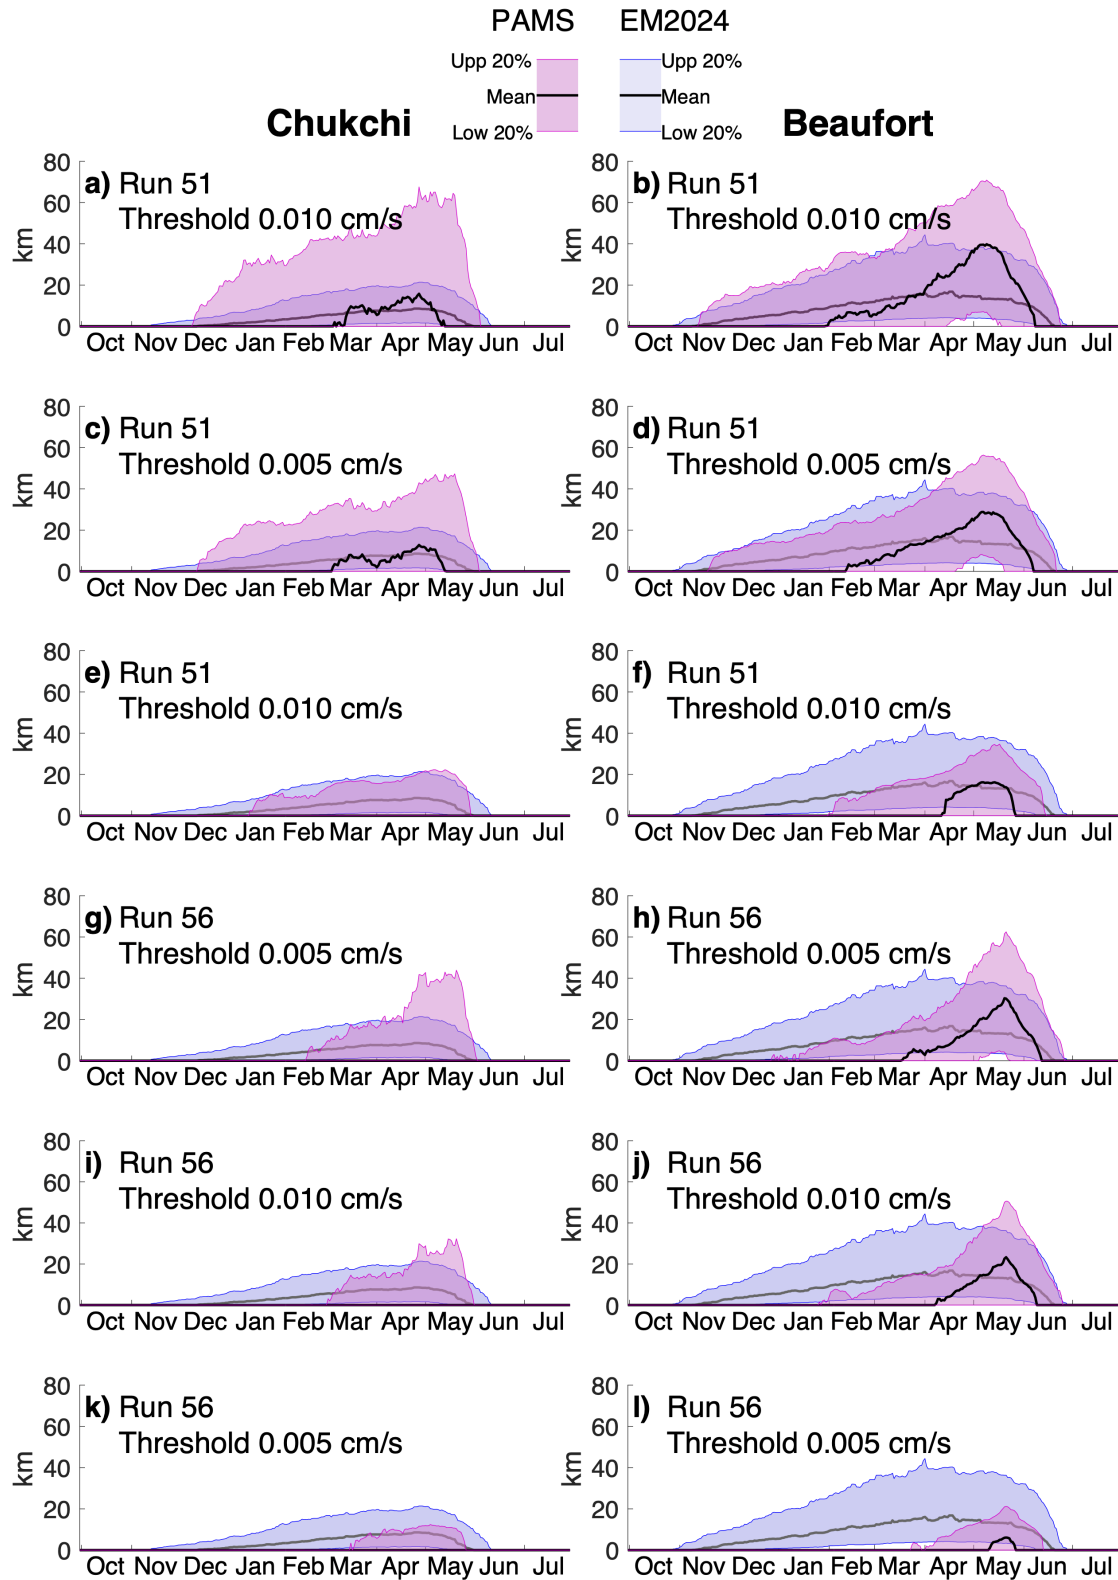 PAMS EM2024
Upp 20% Upp 20%
Mean Mean
Low 20% Low 20%
Chukchi Beaufort
80
60
40
20
0
km
a) Run 51
Threshold 0.010 cm/s
Oct Nov Dec Jan Feb Mar Apr May Jun Jul
80
60
40
20
0
km
b) Run 51
Threshold 0.010 cm/s
Oct Nov Dec Jan Feb Mar Apr May Jun Jul
80
60
40
20
0
km
c) Run 51
Threshold 0.005 cm/s
Oct Nov Dec Jan Feb Mar Apr May Jun Jul
80
60
40
20
0
km
d) Run 51
Threshold 0.005 cm/s
Oct Nov Dec Jan Feb Mar Apr May Jun Jul
80
60
40
20
0
km
e) Run 51
Threshold 0.010 cm/s
Oct Nov Dec Jan Feb Mar Apr May Jun Jul
80
60
40
20
0
km
f) Run 51
Threshold 0.010 cm/s
Oct Nov Dec Jan Feb Mar Apr May Jun Jul
80
60
40
20
0
km
g) Run 56
Threshold 0.005 cm/s
Oct Nov Dec Jan Feb Mar Apr May Jun Jul
80
60
40
20
0
km
h) Run 56
Threshold 0.005 cm/s
Oct Nov Dec Jan Feb Mar Apr May Jun Jul
80
60
40
20
0
km
i) Run 56
Threshold 0.010 cm/s
Oct Nov Dec Jan Feb Mar Apr May Jun Jul
80
60
40
20
0
km
j) Run 56
Threshold 0.010 cm/s
Oct Nov Dec Jan Feb Mar Apr May Jun Jul
80
60
40
20
0
km
k) Run 56
Threshold 0.005 cm/s
Oct Nov Dec Jan Feb Mar Apr May Jun Jul
80
60
40
20
0
km
l) Run 56
Threshold 0.005 cm/s
Oct Nov Dec Jan Feb Mar Apr May Jun Jul